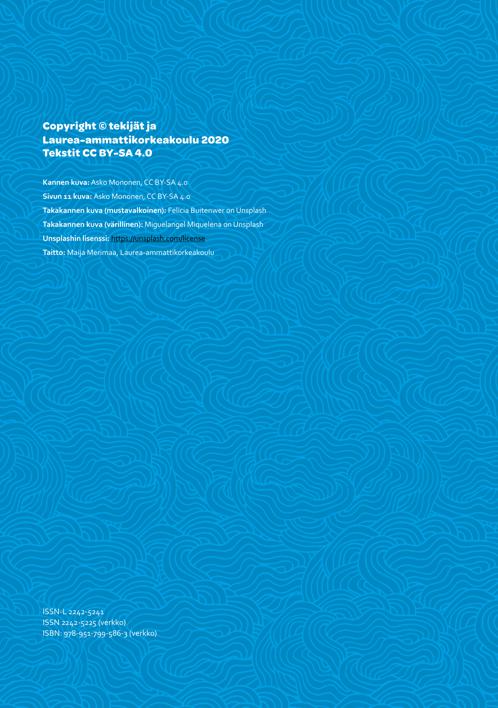 Copyright © tekijät ja
Laurea-ammattikorkeakoulu 2020
Tekstit CC BY-SA 4.0
Kannen kuva: Asko Mononen, CC BY-SA 4.0
Sivun 11 kuva: Asko Mononen, CC BY-SA 4.0
Takakannen kuva (mustavalkoinen): Felicia Buitenwer on Unsplash
Takakannen kuva (värillinen): Miguelangel Miquelena on Unsplash
Unsplashin lisenssi: https://unsplash.com/license
Taitto: Maija Merimaa, Laurea-ammattikorkeakoulu
ISSN-L 2242-5241
ISSN 2242-5225 (verkko)
ISBN: 978-951-799-586-3 (verkko)